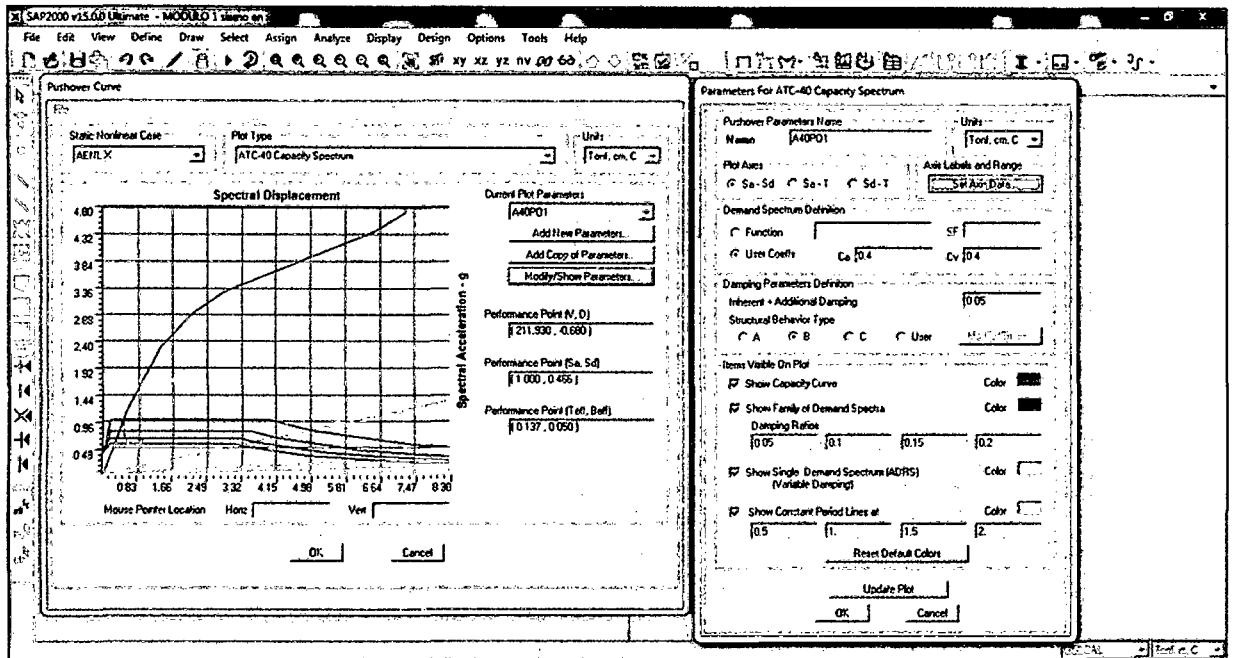 SAP2000 v15.0.0 Ultimate - MODULO 1 sismo en
File Edit View Define Draw Select Assign Analyze Display Design Options Tools Help
xy xz yz nv
Pushover Curve
File
Static Nonlinear Case
AENLX
Plot Type
ATC-40 Capacity Spectrum
Units
Tonf, cm, C
Spectral Displacement
4.80
4.32
3.84
3.36
2.88
2.40
1.92
1.44
0.96
0.48
0.83 1.66 2.49 3.32 4.15 4.98 5.81 6.64 7.47 8.30
Spectral Acceleration - g
Mouse Pointer Location Horiz Vert
OK Cancel
Current Plot Parameters
A40PO1
Add New Parameters...
Add Copy of Parameters...
Modify/Show Parameters...
Performance Point (V, D)
( 211.930 , -0.680 )
Performance Point (Sa, Sd)
( 1.000 , 0.466 )
Performance Point (Teff, Beff)
( 0.137 , 0.050 )
Parameters For ATC-40 Capacity Spectrum
Pushover Parameters Name
Name A40PO1
Units
Tonf, cm, C
Plot Axes
Sa - Sd Sa - T Sd - T
Axis Labels and Range
Set Axis Data...
Demand Spectrum Definition
Function SF
User Coeffs Ca 0.4 Cv 0.4
Damping Parameters Definition
Inherent + Additional Damping 0.05
Structural Behavior Type
A B C User
Items Visible On Plot
Show Capacity Curve Color
Show Family of Demand Spectra Color
Damping Ratios
0.05 0.1 0.15 0.2
Show Single Demand Spectrum (ADRS) Color
(Variable Damping)
Show Constant Period Lines at Color
0.5 1. 1.5 2.
Reset Default Colors
Update Plot
OK Cancel